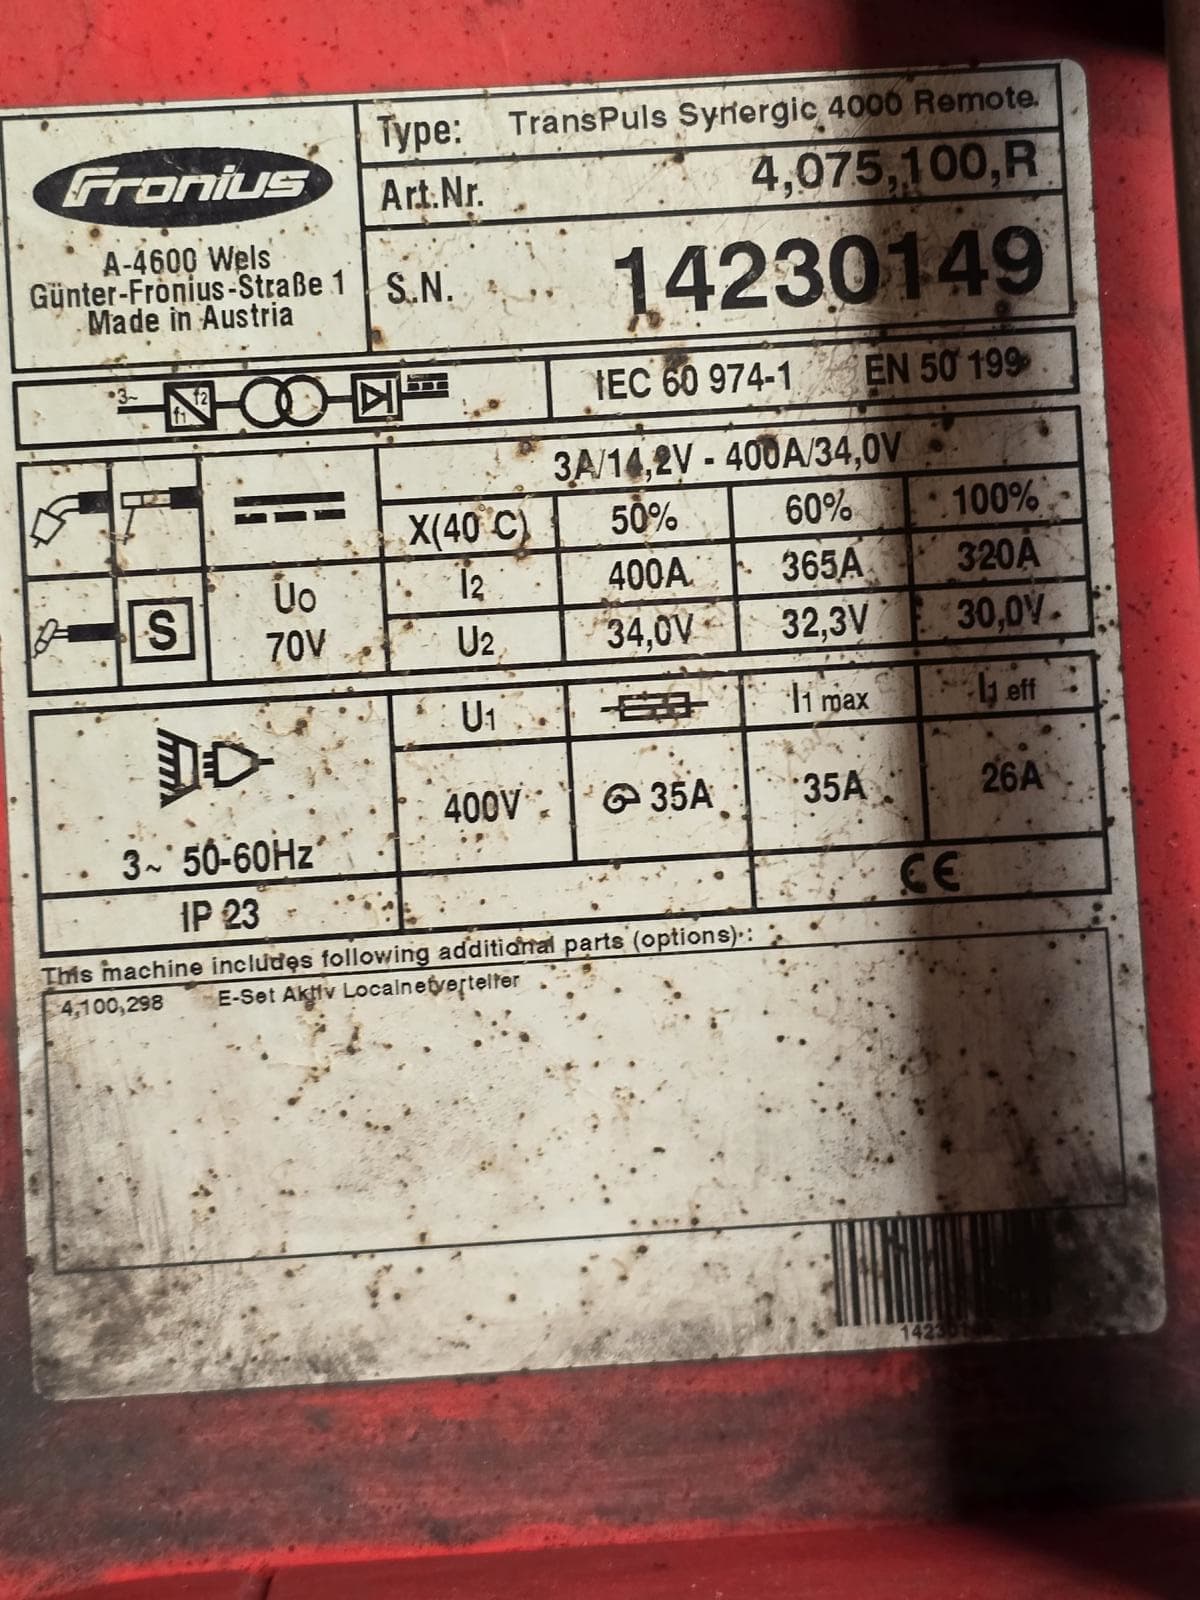 Fronius
A-4600 Wels
Günter-Fronius-Straße 1
Made in Austria
Type: TransPuls Synergic 4000 Remote.
Art.Nr. 4,075,100,R
S.N. 14230149
3~ f1 f2
IEC 60 974-1 EN 50 199
3A/14,2V - 400A/34,0V
X(40°C) 50% 60% 100%
I2 400A 365A 320A
U2 34,0V 32,3V 30,0V
S
Uo
70V
U1 I1 max I1 eff
400V 35A 35A 26A
3~ 50-60Hz
IP 23
CE
This machine includes following additional parts (options) :
4,100,298 E-Set Aktiv Localnetverteiler